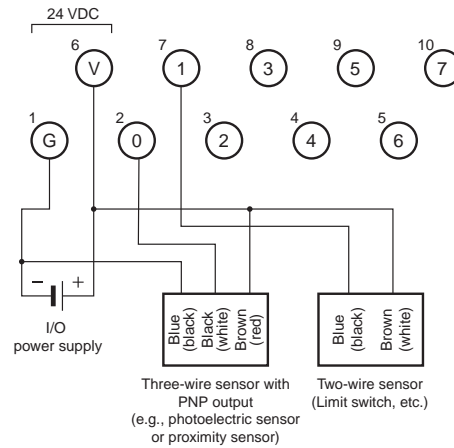 24 VDC
6 7 8 9 10
V 1 3 5 7
1 2 3 4 5
G 0 2 4 6
− +
I/O
power supply
Blue
(black)
Black
(white)
Brown
(red)
Blue
(black)
Brown
(white)
Three-wire sensor with
PNP output
(e.g., photoelectric sensor
or proximity sensor)
Two-wire sensor
(Limit switch, etc.)